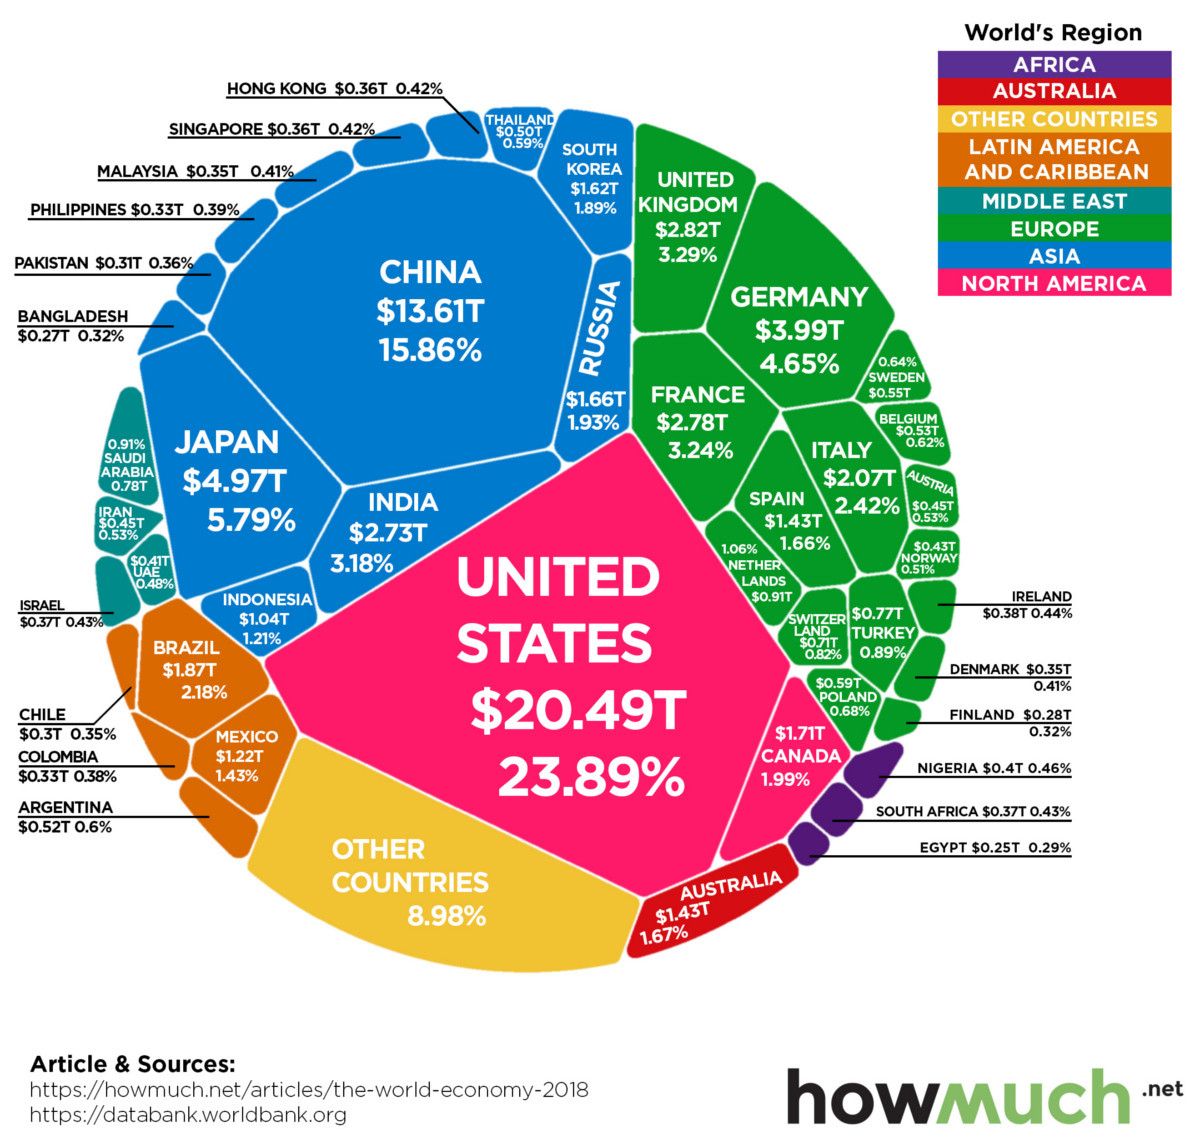 World's Region
AFRICA
AUSTRALIA
OTHER COUNTRIES
LATIN AMERICA
AND CARIBBEAN
MIDDLE EAST
EUROPE
ASIA
NORTH AMERICA
HONG KONG $0.36T 0.42%
SINGAPORE $0.36T 0.42%
MALAYSIA $0.35T 0.41%
PHILIPPINES $0.33T 0.39%
PAKISTAN $0.31T 0.36%
BANGLADESH
$0.27T 0.32%
THAILAND
$0.50T
0.59%
SOUTH
KOREA
$1.62T
1.89%
CHINA
$13.61T
15.86%
RUSSIA
$1.66T
1.93%
JAPAN
$4.97T
5.79%
INDIA
$2.73T
3.18%
INDONESIA
$1.04T
1.21%
UNITED
KINGDOM
$2.82T
3.29%
GERMANY
$3.99T
4.65%
FRANCE
$2.78T
3.24%
ITALY
$2.07T
2.42%
SPAIN
$1.43T
1.66%
0.64%
SWEDEN
$0.55T
BELGIUM
$0.53T
0.62%
AUSTRIA
$0.45T
0.53%
$0.43T
NORWAY
0.51%
1.06%
NETHER
LANDS
$0.91T
SWITZER
LAND
$0.71T
0.82%
$0.77T
TURKEY
0.89%
$0.59T
POLAND
0.68%
IRELAND
$0.38T 0.44%
DENMARK $0.35T
0.41%
FINLAND $0.28T
0.32%
0.91%
SAUDI
ARABIA
0.78T
IRAN
$0.45T
0.53%
$0.41T
UAE
0.48%
ISRAEL
$0.37T 0.43%
BRAZIL
$1.87T
2.18%
MEXICO
$1.22T
1.43%
CHILE
$0.3T 0.35%
COLOMBIA
$0.33T 0.38%
ARGENTINA
$0.52T 0.6%
UNITED
STATES
$20.49T
23.89%
$1.71T
CANADA
1.99%
NIGERIA $0.4T 0.46%
SOUTH AFRICA $0.37T 0.43%
EGYPT $0.25T 0.29%
OTHER
COUNTRIES
8.98%
AUSTRALIA
$1.43T
1.67%
Article & Sources:
https://howmuch.net/articles/the-world-economy-2018
https://databank.worldbank.org
howmuch.net